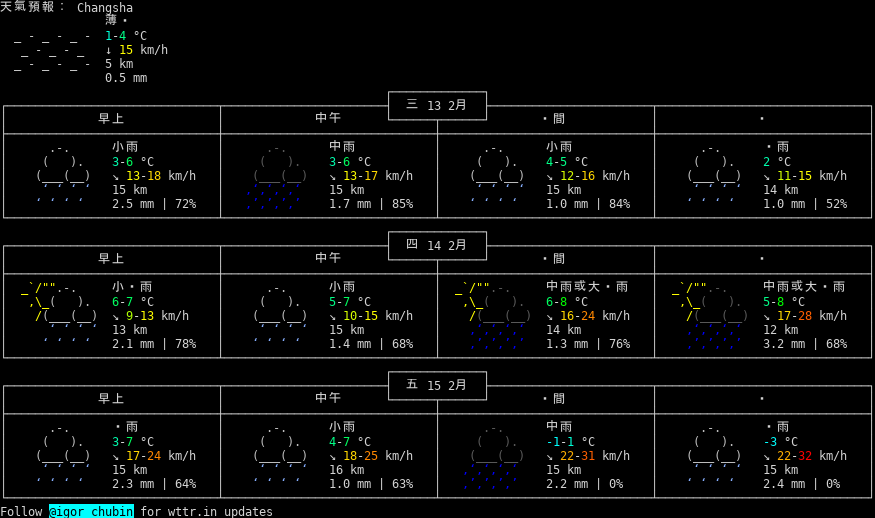 天氣預報： Changsha
薄・
1-4 °C
↓ 15 km/h
5 km
0.5 mm
三 13 2月
早上 中午 ・間 ・
小雨 中雨 小雨 ・雨
3-6 °C 3-6 °C 4-5 °C 2 °C
↘ 13-18 km/h ↘ 13-17 km/h ↘ 12-16 km/h ↘ 11-15 km/h
15 km 15 km 15 km 14 km
2.5 mm | 72% 1.7 mm | 85% 1.0 mm | 84% 1.0 mm | 52%
四 14 2月
早上 中午 ・間 ・
小・雨 小雨 中雨或大・雨 中雨或大・雨
6-7 °C 5-7 °C 6-8 °C 5-8 °C
↘ 9-13 km/h ↘ 10-15 km/h ↘ 16-24 km/h ↘ 17-28 km/h
13 km 15 km 14 km 12 km
2.1 mm | 78% 1.4 mm | 68% 1.3 mm | 76% 3.2 mm | 68%
五 15 2月
早上 中午 ・間 ・
・雨 小雨 中雨 ・雨
3-7 °C 4-7 °C -1-1 °C -3 °C
↘ 17-24 km/h ↘ 18-25 km/h ↘ 22-31 km/h ↘ 22-32 km/h
15 km 16 km 15 km 15 km
2.3 mm | 64% 1.0 mm | 63% 2.2 mm | 0% 2.4 mm | 0%
Follow @igor_chubin for wttr.in updates